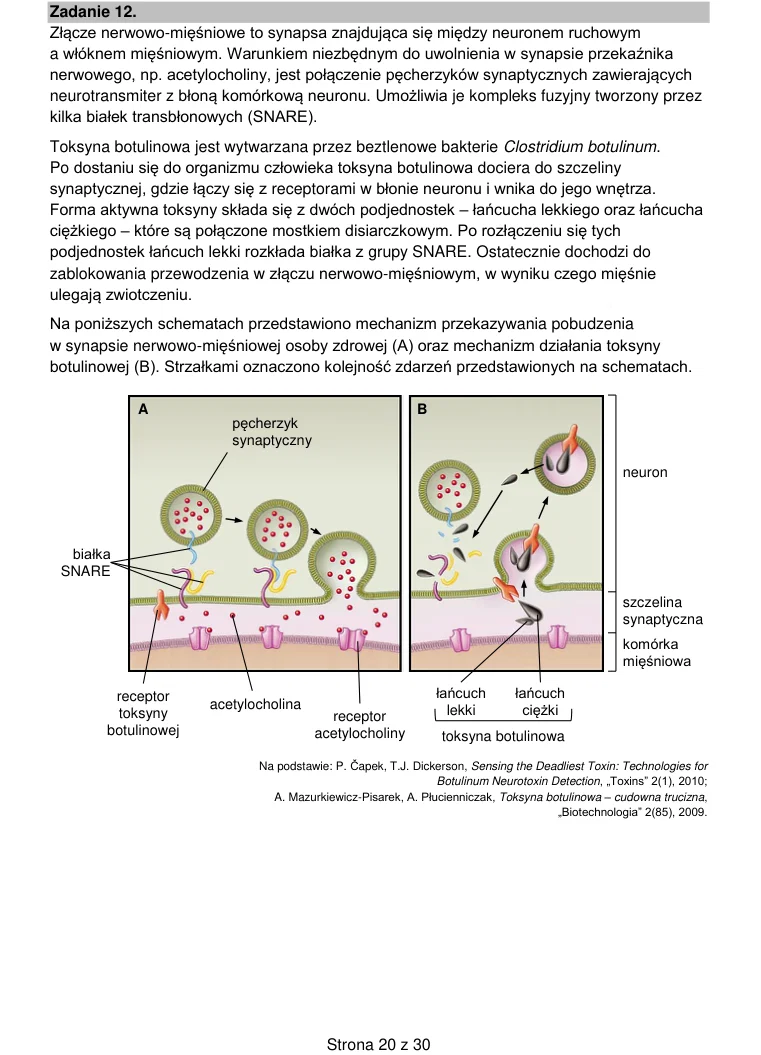 Zadanie 12.
Złącze nerwowo-mięśniowe to synapsa znajdująca się między neuronem ruchowym
a włóknem mięśniowym. Warunkiem niezbędnym do uwolnienia w synapsie przekaźnika
nerwowego, np. acetylocholiny, jest połączenie pęcherzyków synaptycznych zawierających
neurotransmiter z błoną komórkową neuronu. Umożliwia je kompleks fuzyjny tworzony przez
kilka białek transbłonowych (SNARE).
Toksyna botulinowa jest wytwarzana przez beztlenowe bakterie Clostridium botulinum.
Po dostaniu się do organizmu człowieka toksyna botulinowa dociera do szczeliny
synaptycznej, gdzie łączy się z receptorami w błonie neuronu i wnika do jego wnętrza.
Forma aktywna toksyny składa się z dwóch podjednostek – łańcucha lekkiego oraz łańcucha
ciężkiego – które są połączone mostkiem disiarczkowym. Po rozłączeniu się tych
podjednostek łańcuch lekki rozkłada białka z grupy SNARE. Ostatecznie dochodzi do
zablokowania przewodzenia w złączu nerwowo-mięśniowym, w wyniku czego mięśnie
ulegają zwiotczeniu.
Na poniższych schematach przedstawiono mechanizm przekazywania pobudzenia
w synapsie nerwowo-mięśniowej osoby zdrowej (A) oraz mechanizm działania toksyny
botulinowej (B). Strzałkami oznaczono kolejność zdarzeń przedstawionych na schematach.
A
pęcherzyk
synaptyczny
białka
SNARE
receptor
toksyny
botulinowej
acetylocholina
receptor
acetylocholiny
B
neuron
szczelina
synaptyczna
komórka
mięśniowa
łańcuch
lekki
łańcuch
ciężki
toksyna botulinowa
Na podstawie: P. Čapek, T.J. Dickerson, Sensing the Deadliest Toxin: Technologies for
Botulinum Neurotoxin Detection, „Toxins” 2(1), 2010;
A. Mazurkiewicz-Pisarek, A. Płucienniczak, Toksyna botulinowa – cudowna trucizna,
„Biotechnologia” 2(85), 2009.
Strona 20 z 30